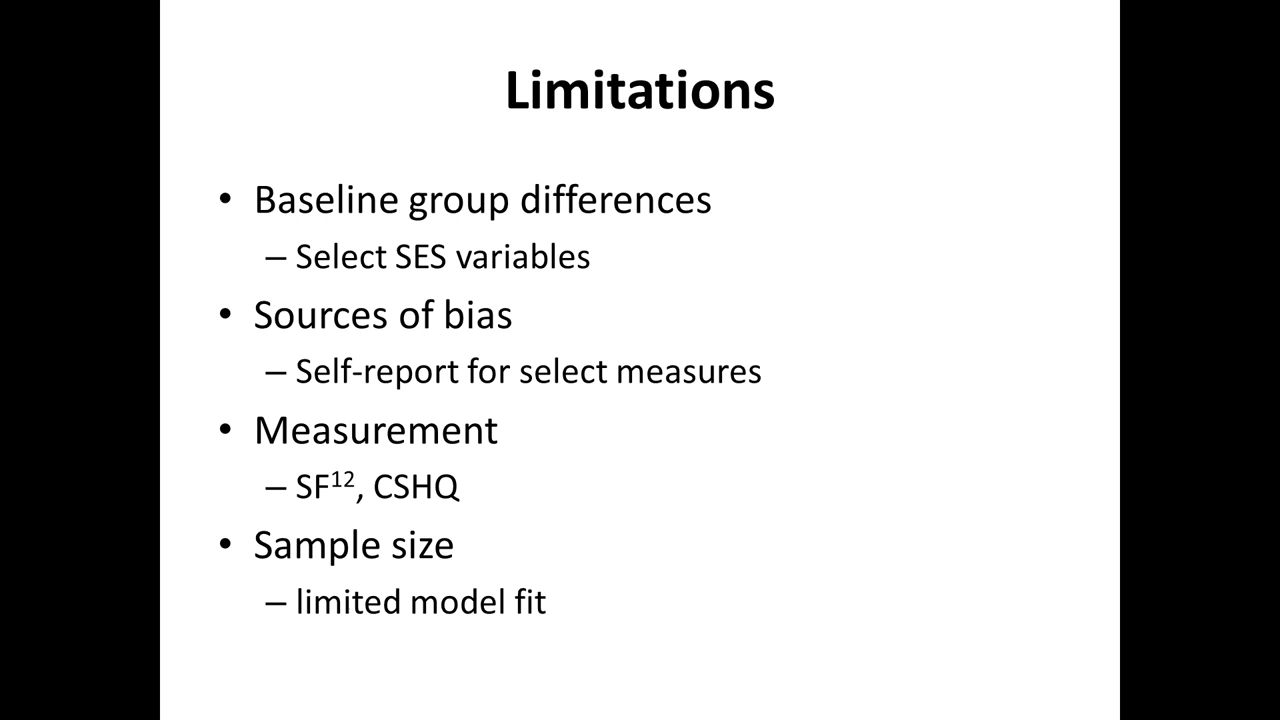 Limitations
• Baseline group differences
– Select SES variables
• Sources of bias
– Self-report for select measures
• Measurement
– SF¹², CSHQ
• Sample size
– limited model fit